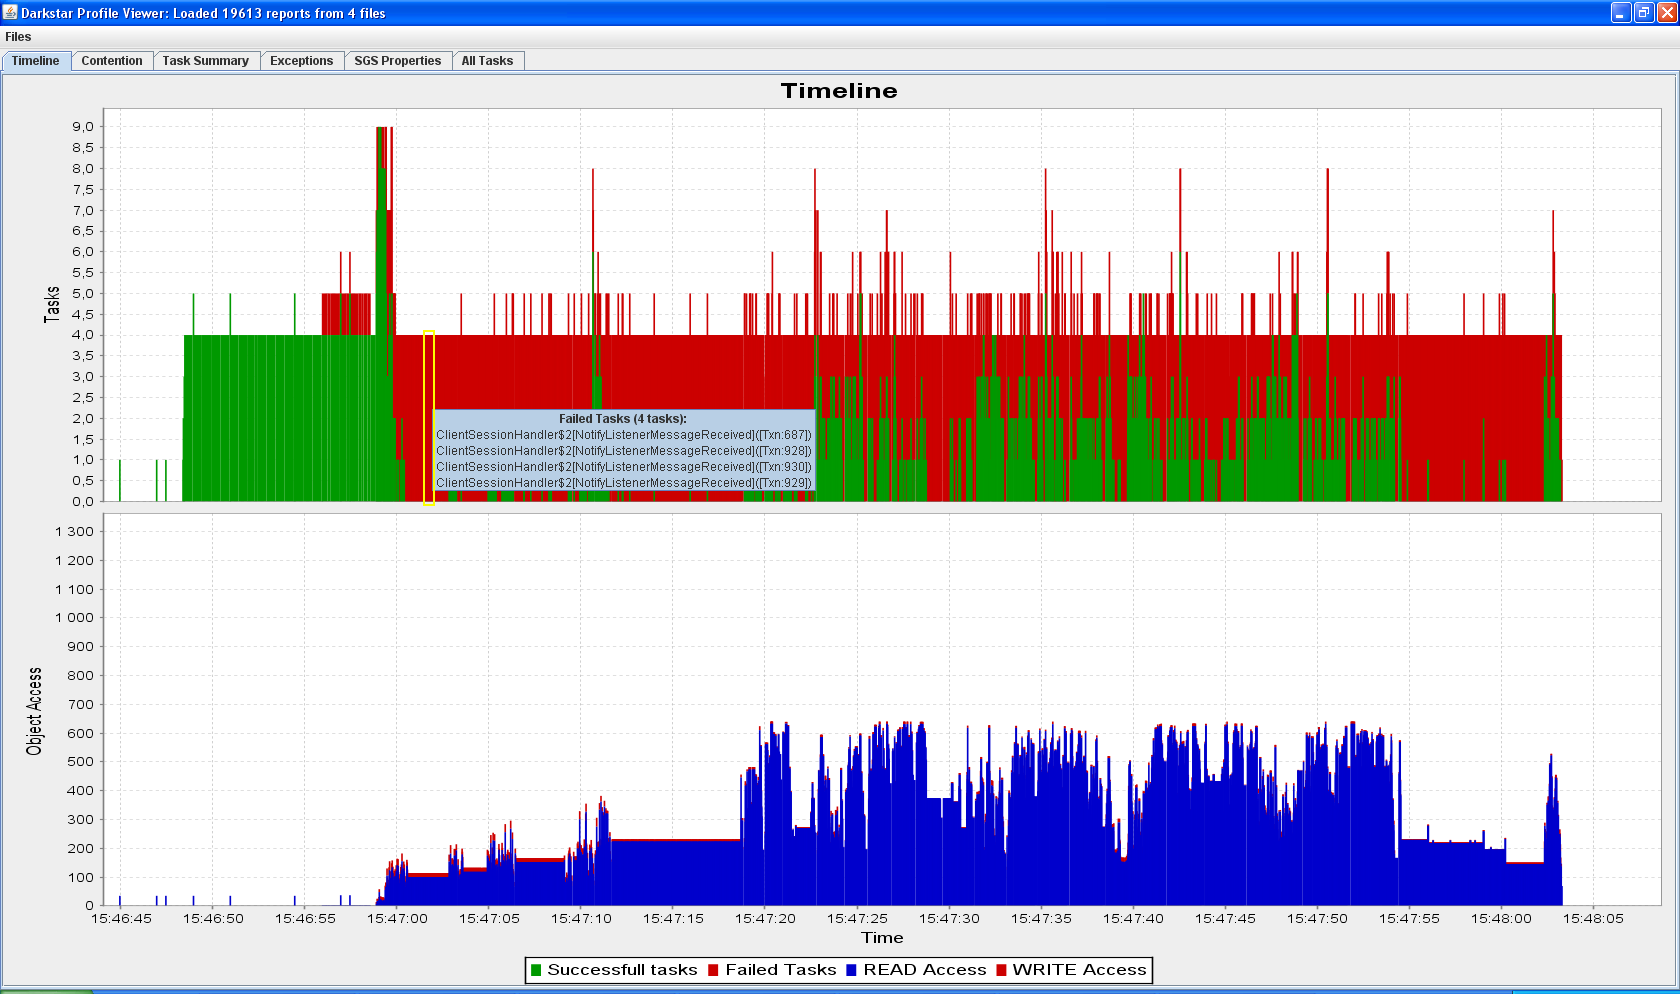 Darkstar Profile Viewer: Loaded 19613 reports from 4 files
Files
Timeline Contention Task Summary Exceptions SGS Properties All Tasks
Timeline
Tasks
9,0
8,5
8,0
7,5
7,0
6,5
6,0
5,5
5,0
4,5
4,0
3,5
3,0
2,5
2,0
1,5
1,0
0,5
0,0
Failed Tasks (4 tasks):
ClientSessionHandler$2[NotifyListenerMessageReceived]([Txn:687])
ClientSessionHandler$2[NotifyListenerMessageReceived]([Txn:928])
ClientSessionHandler$2[NotifyListenerMessageReceived]([Txn:930])
ClientSessionHandler$2[NotifyListenerMessageReceived]([Txn:929])
Object Access
1 300
1 200
1 100
1 000
900
800
700
600
500
400
300
200
100
0
15:46:45 15:46:50 15:46:55 15:47:00 15:47:05 15:47:10 15:47:15 15:47:20 15:47:25 15:47:30 15:47:35 15:47:40 15:47:45 15:47:50 15:47:55 15:48:00 15:48:05
Time
Successfull tasks Failed Tasks READ Access WRITE Access